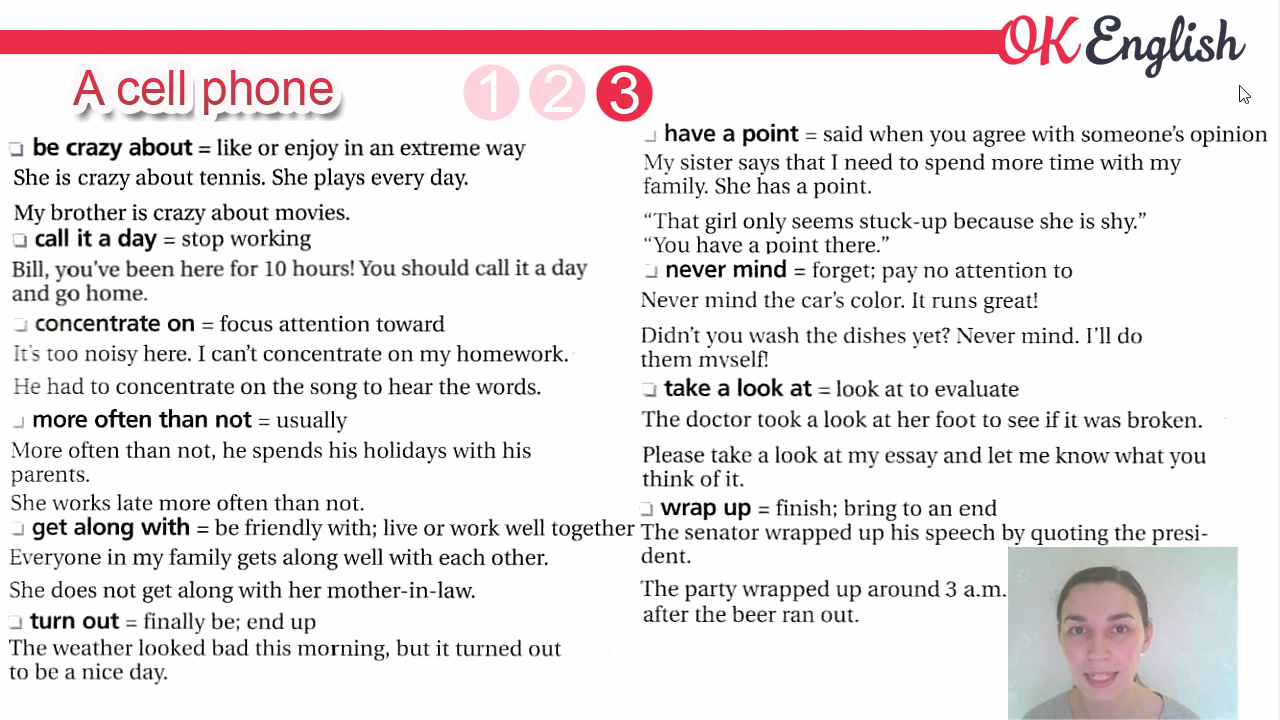 OK English
A cell phone
1 2 3
be crazy about = like or enjoy in an extreme way
She is crazy about tennis. She plays every day.
My brother is crazy about movies.
call it a day = stop working
Bill, you've been here for 10 hours! You should call it a day
and go home.
concentrate on = focus attention toward
It's too noisy here. I can't concentrate on my homework.
He had to concentrate on the song to hear the words.
more often than not = usually
More often than not, he spends his holidays with his
parents.
She works late more often than not.
get along with = be friendly with; live or work well together
Everyone in my family gets along well with each other.
She does not get along with her mother-in-law.
turn out = finally be; end up
The weather looked bad this morning, but it turned out
to be a nice day.
have a point = said when you agree with someone's opinion
My sister says that I need to spend more time with my
family. She has a point.
“That girl only seems stuck-up because she is shy.”
“You have a point there.”
never mind = forget; pay no attention to
Never mind the car's color. It runs great!
Didn't you wash the dishes yet? Never mind. I'll do
them myself!
take a look at = look at to evaluate
The doctor took a look at her foot to see if it was broken.
Please take a look at my essay and let me know what you
think of it.
wrap up = finish; bring to an end
The senator wrapped up his speech by quoting the presi-
dent.
The party wrapped up around 3 a.m.
after the beer ran out.